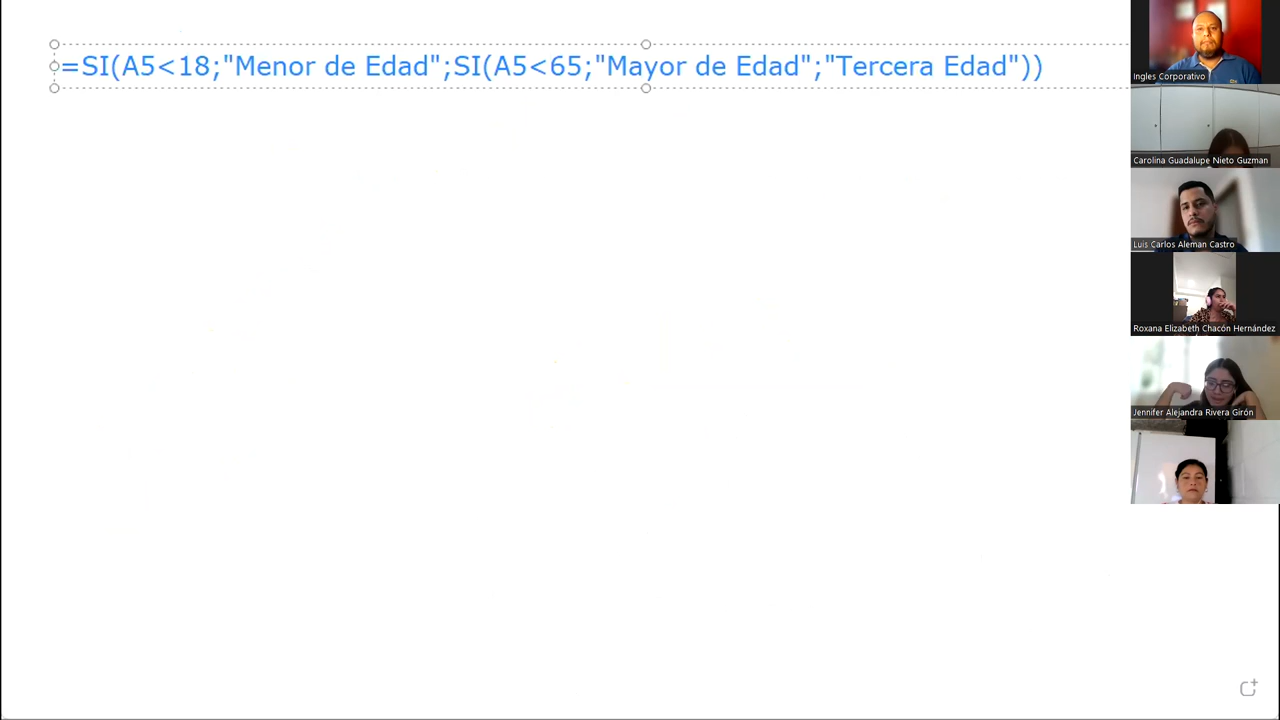 =SI(A5<18;"Menor de Edad";SI(A5<65;"Mayor de Edad";"Tercera Edad"))
Ingles Corporativo
Carolina Guadalupe Nieto Guzman
Luis Carlos Aleman Castro
Roxana Elizabeth Chacón Hernández
Jennifer Alejandra Rivera Girón